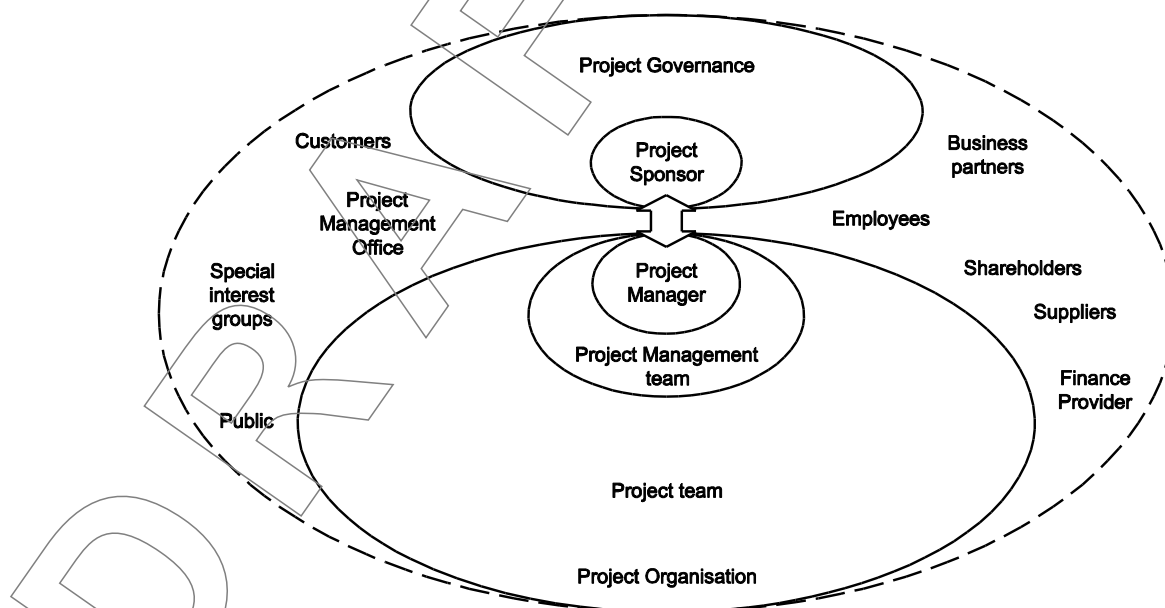 Project Governance
Customers
Project
Sponsor
Business
partners
Project
Management
Office
Employees
Special
interest
groups
Project
Manager
Shareholders
Suppliers
Project Management
team
Finance
Provider
Public
Project team
Project Organisation
DRAF